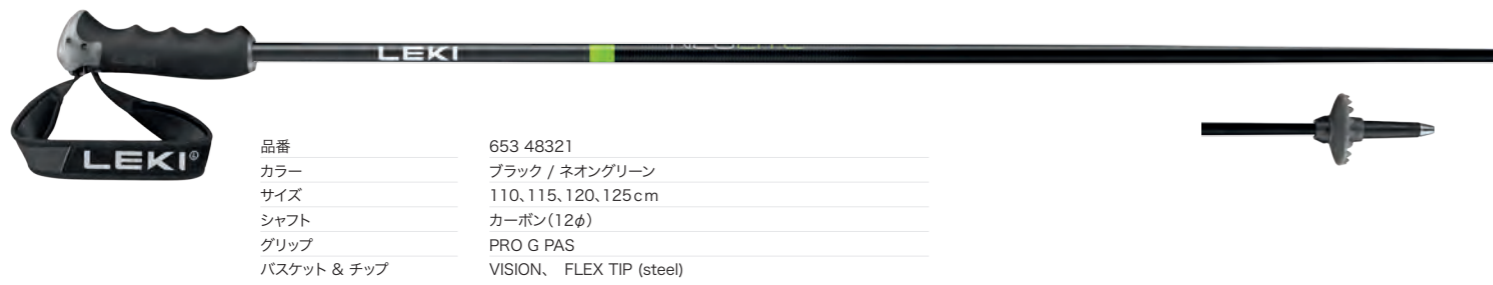 LEKI
LEKI
品番 653 48321
カラー ブラック / ネオングリーン
サイズ 110、115、120、125cm
シャフト カーボン（12φ）
グリップ PRO G PAS
バスケット & チップ VISION、 FLEX TIP (steel)